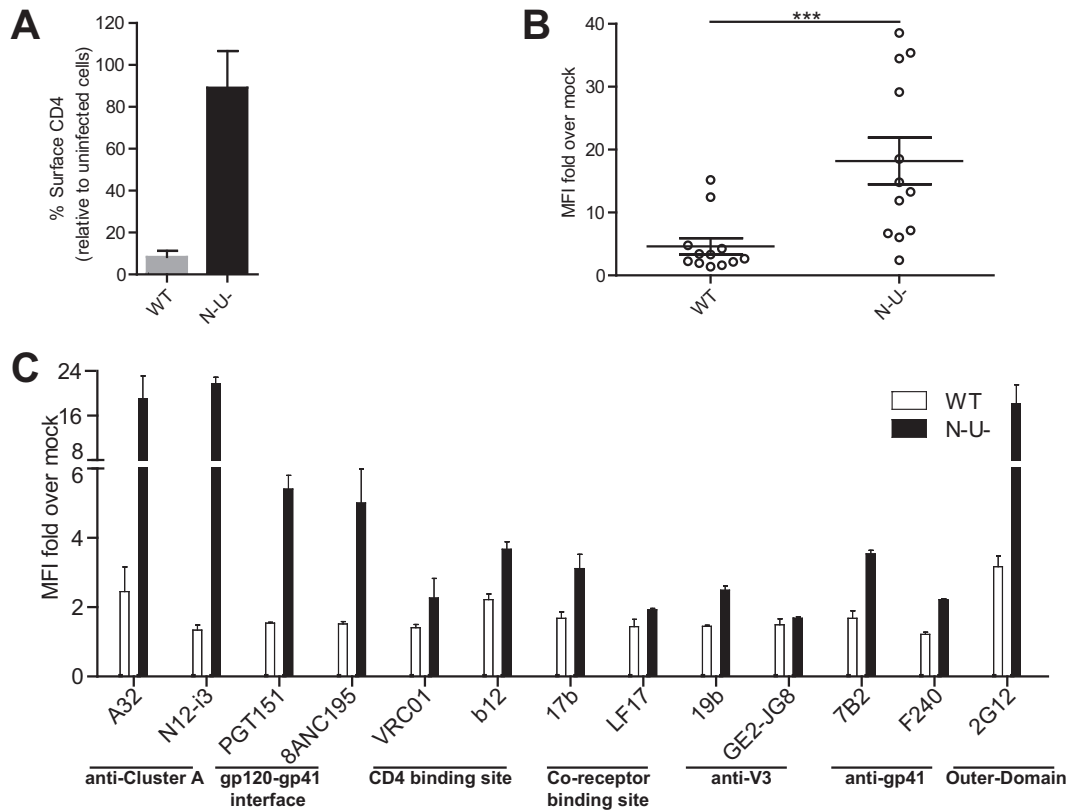 A
% Surface CD4
(relative to uninfected cells)
120
100
80
60
40
20
0
WT
N-U-
B
MFI fold over mock
40
30
20
10
0
***
WT
N-U-
C
MFI fold over mock
24
16
8
6
4
2
0
WT
N-U-
A32
N12-i3
PGT151
8ANC195
VRC01
b12
17b
LF17
19b
GE2-JG8
7B2
F240
2G12
anti-Cluster A
gp120-gp41
interface
CD4 binding site
Co-receptor
binding site
anti-V3
anti-gp41
Outer-Domain